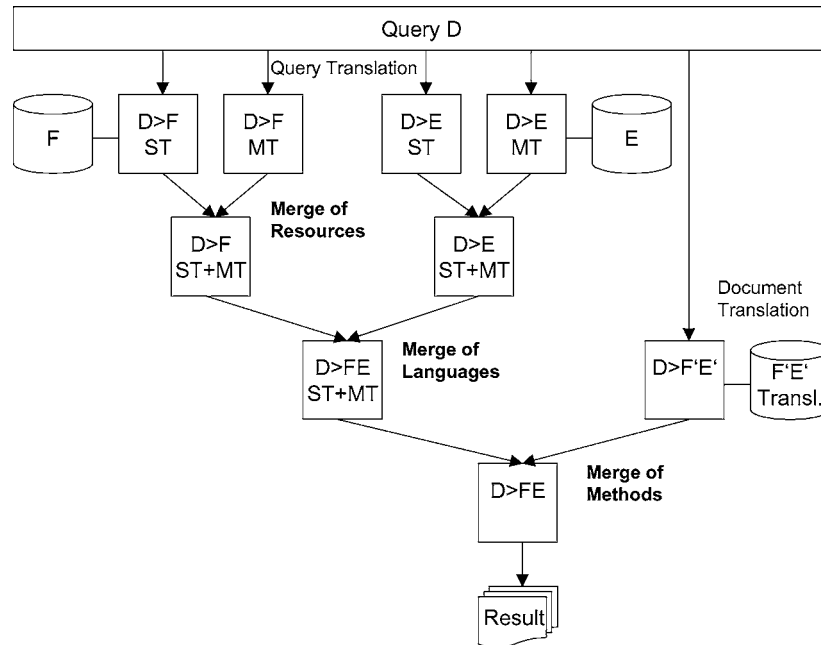 Query D
Query Translation
F
D>F
ST
D>F
MT
D>E
ST
D>E
MT
E
Merge of
Resources
D>F
ST+MT
D>E
ST+MT
Document
Translation
D>FE
ST+MT
Merge of
Languages
D>F‘E‘
F‘E‘
Transl.
D>FE
Merge of
Methods
Result